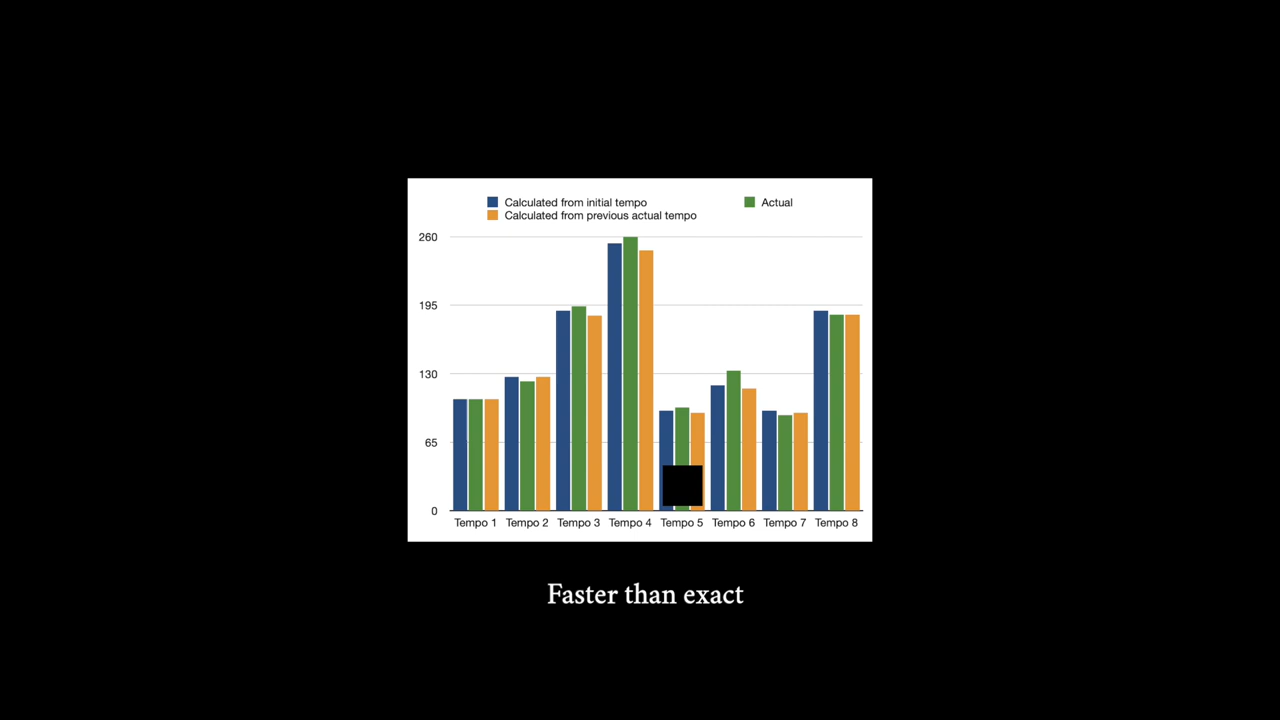 Calculated from initial tempo
Actual
Calculated from previous actual tempo
260
195
130
65
0
Tempo 1 Tempo 2 Tempo 3 Tempo 4 Tempo 5 Tempo 6 Tempo 7 Tempo 8
Faster than exact